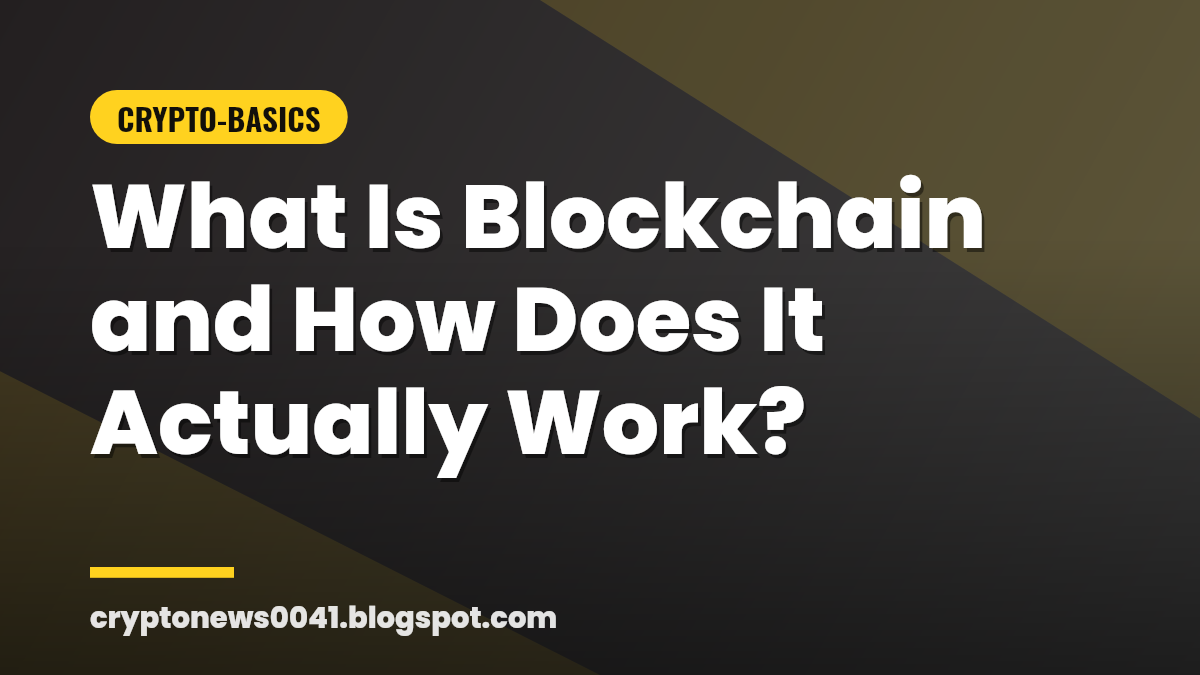 CRYPTO-BASICS
What Is Blockchain
and How Does It
Actually Work?
cryptonews0041.blogspot.com